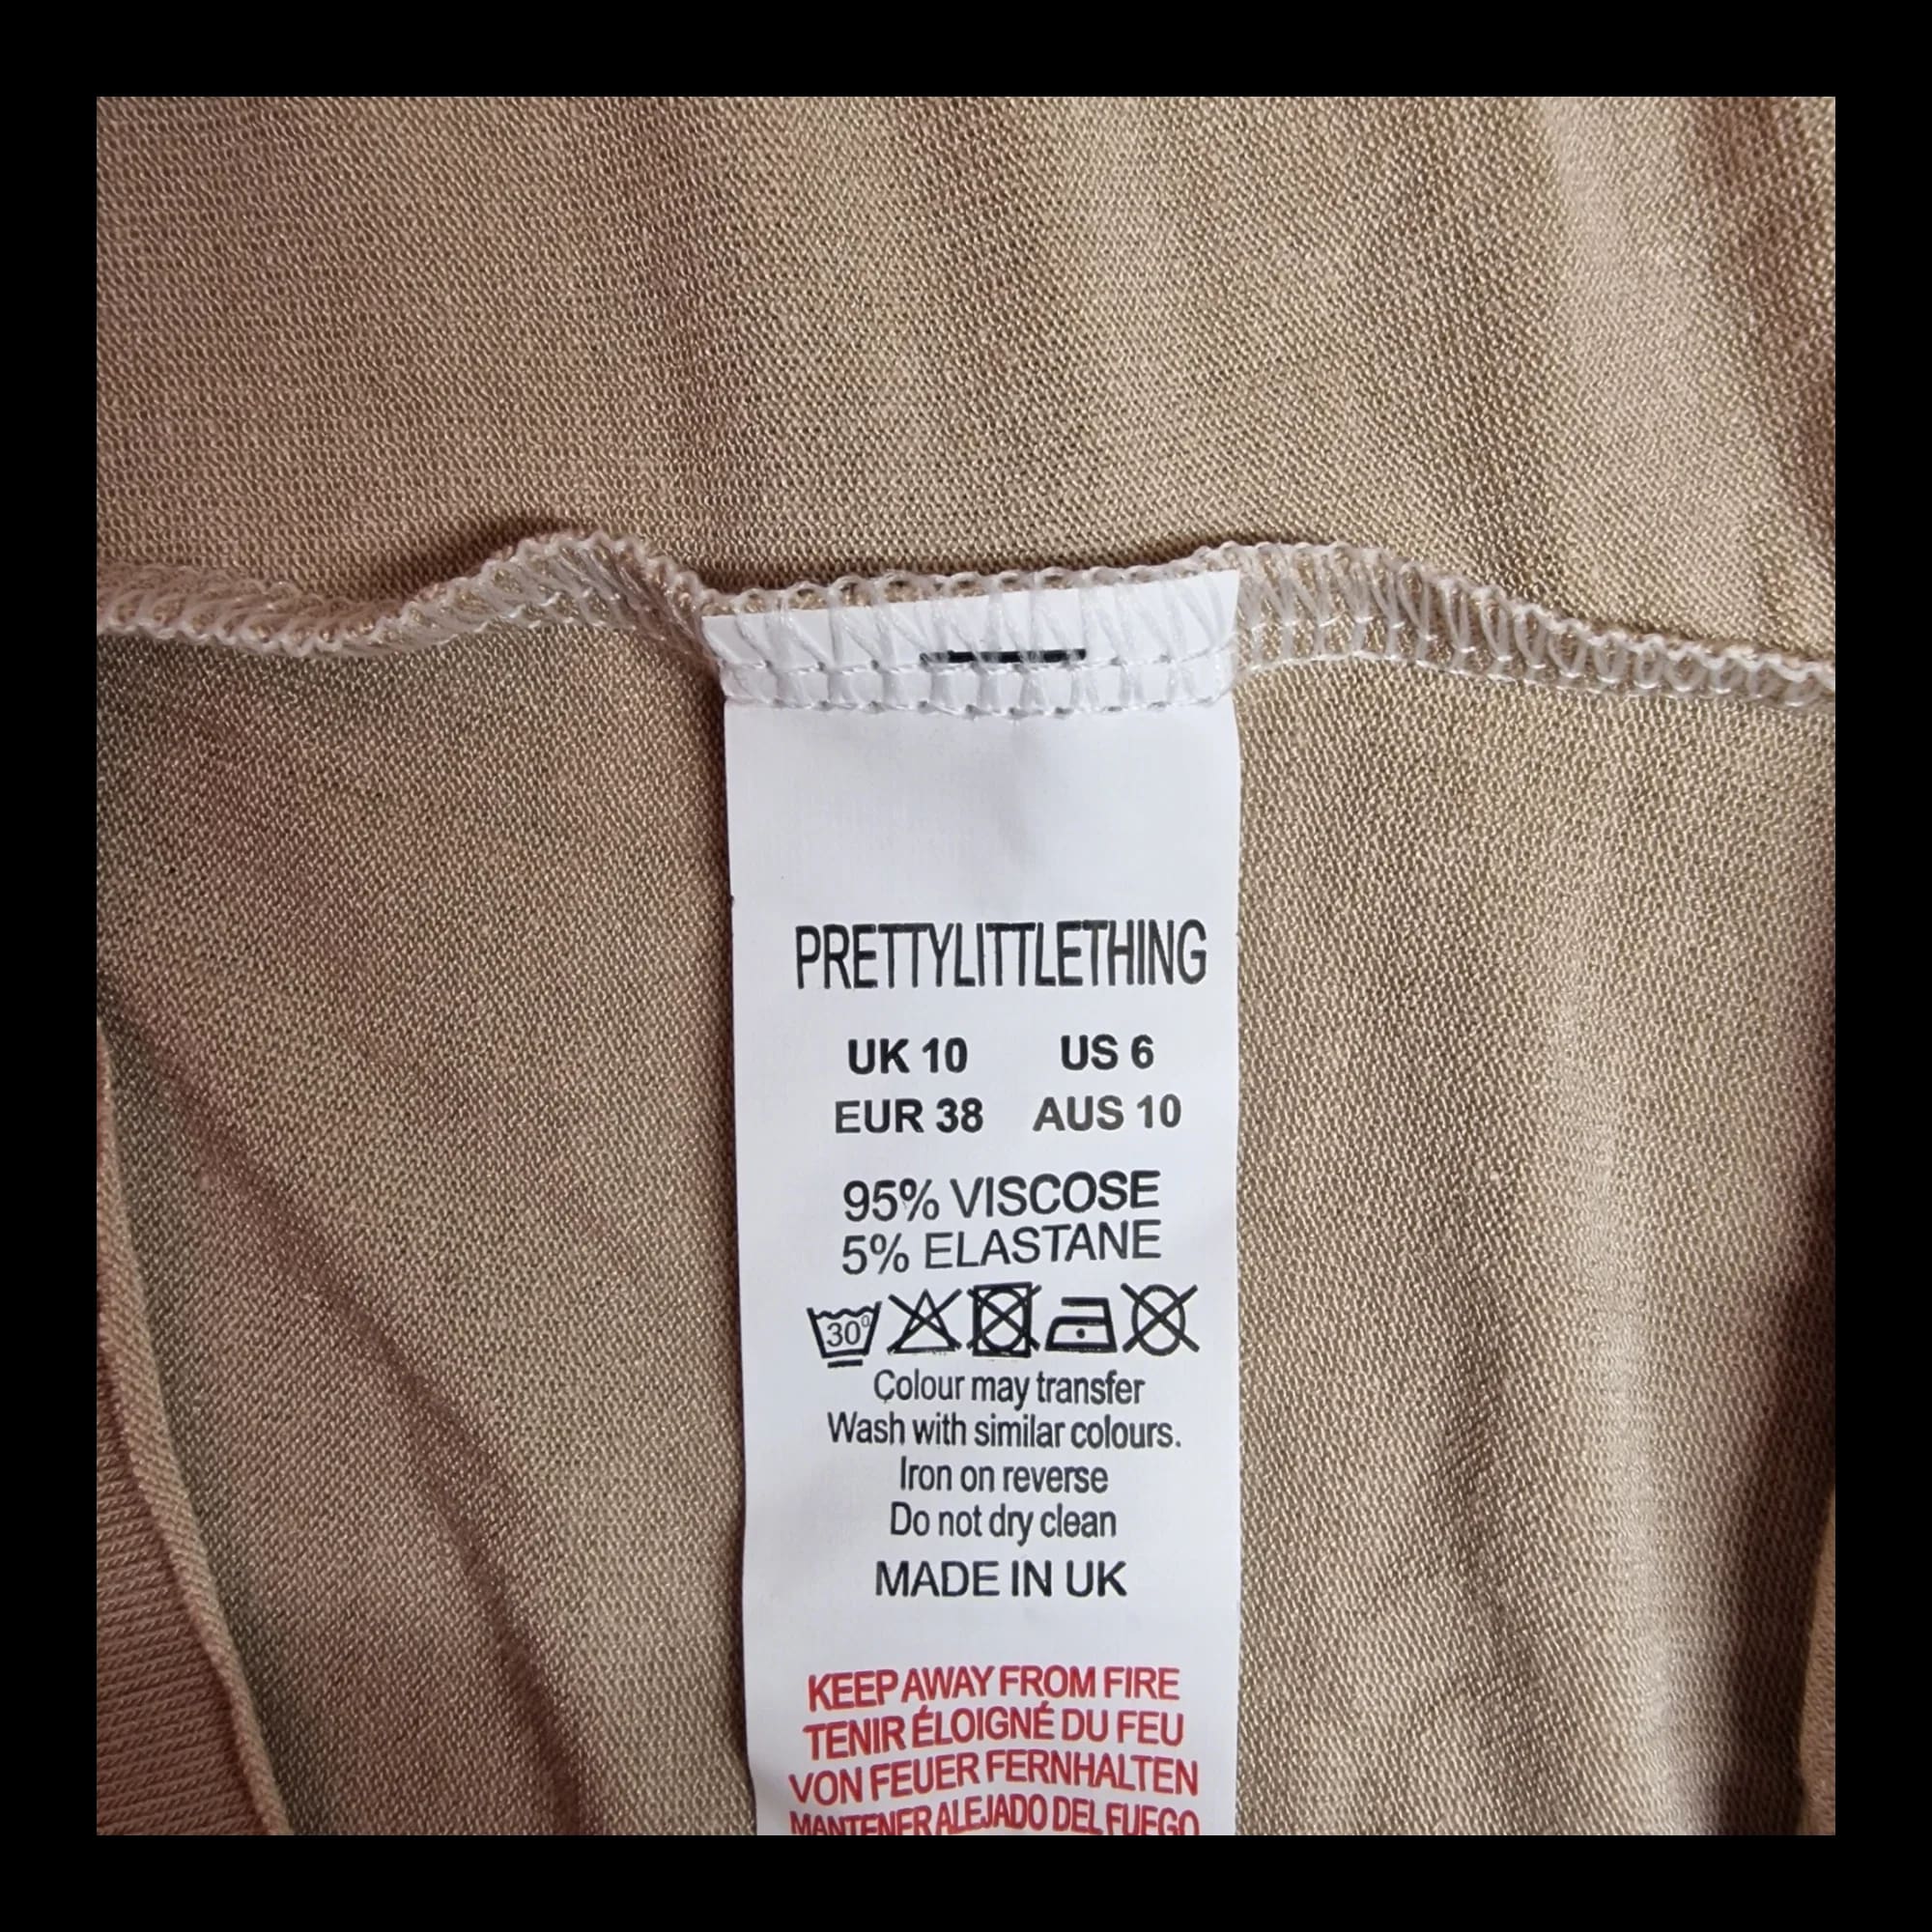 PRETTYLITTLETHING
UK 10 US 6
EUR 38 AUS 10
95% VISCOSE
5% ELASTANE
30°
Colour may transfer
Wash with similar colours.
Iron on reverse
Do not dry clean
MADE IN UK
KEEP AWAY FROM FIRE
TENIR ÉLOIGNÉ DU FEU
VON FEUER FERNHALTEN
MANTENER ALEJADO DEL FUEGO